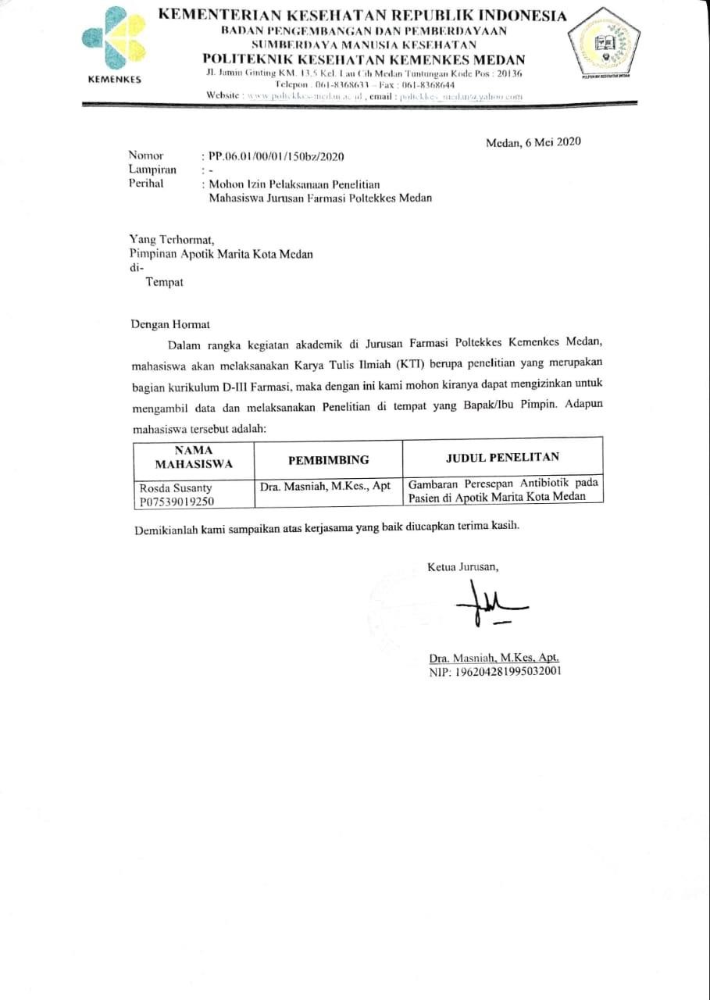 KEMENTERIAN KESEHATAN REPUBLIK INDONESIA
BADAN PENGEMBANGAN DAN PEMBERDAYAAN
SUMBERDAYA MANUSIA KESEHATAN
POLITEKNIK KESEHATAN KEMENKES MEDAN
Jl. Jamin Ginting KM. 13,5 Kel. Lau Cih Medan Tuntungan Kode Pos : 20136
Telepon : 061-8368633 – Fax : 061-8368644
Website : www.poltekkes-medan.ac.id , email : poltekkes_medan@yahoo.com
KEMENKES
POLITEKNIK KESEHATAN MEDAN
Medan, 6 Mei 2020
Nomor : PP.06.01/00/01/150bz/2020
Lampiran : -
Perihal : Mohon Izin Pelaksanaan Penelitian
Mahasiswa Jurusan Farmasi Poltekkes Medan
Yang Terhormat,
Pimpinan Apotik Marita Kota Medan
di-
Tempat
Dengan Hormat
Dalam rangka kegiatan akademik di Jurusan Farmasi Poltekkes Kemenkes Medan,
mahasiswa akan melaksanakan Karya Tulis Ilmiah (KTI) berupa penelitian yang merupakan
bagian kurikulum D-III Farmasi, maka dengan ini kami mohon kiranya dapat mengizinkan untuk
mengambil data dan melaksanakan Penelitian di tempat yang Bapak/Ibu Pimpin. Adapun
mahasiswa tersebut adalah:
NAMA
MAHASISWA
PEMBIMBING
JUDUL PENELITAN
Rosda Susanty
P07539019250
Dra. Masniah, M.Kes., Apt
Gambaran Peresepan Antibiotik pada
Pasien di Apotik Marita Kota Medan
Demikianlah kami sampaikan atas kerjasama yang baik diucapkan terima kasih.
Ketua Jurusan,
Dra. Masniah, M.Kes, Apt.
NIP: 196204281995032001